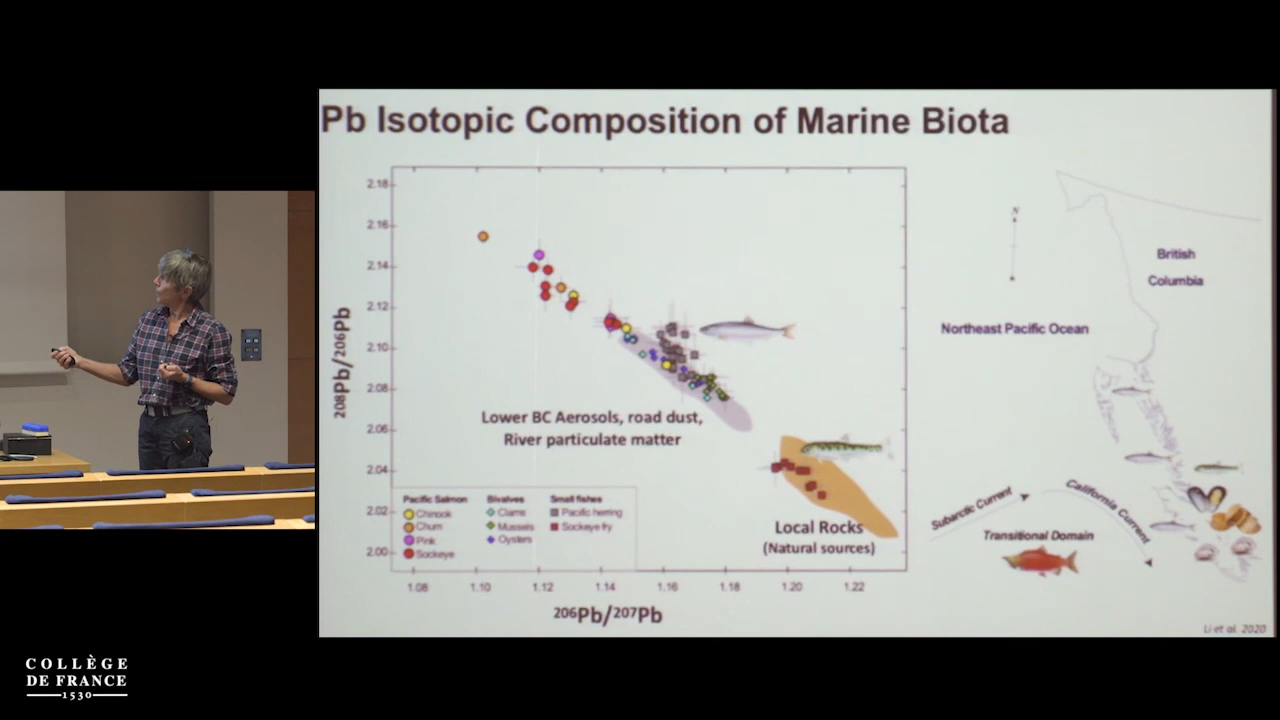 Pb Isotopic Composition of Marine Biota
2.18
2.16
2.14
2.12
2.10
2.08
2.06
2.04
2.02
2.00
208Pb/206Pb
Lower BC Aerosols, road dust,
River particulate matter
Local Rocks
(Natural sources)
Pacific Salmon
Chinook
Chum
Pink
Sockeye
Bivalves
Clams
Mussels
Oysters
Small fishes
Pacific herring
Sockeye fry
1.08 1.10 1.12 1.14 1.16 1.18 1.20 1.22
206Pb/207Pb
N
British
Columbia
Northeast Pacific Ocean
Subarctic Current
California Current
Transitional Domain
Li et al. 2020
COLLÈGE
DE FRANCE
1530